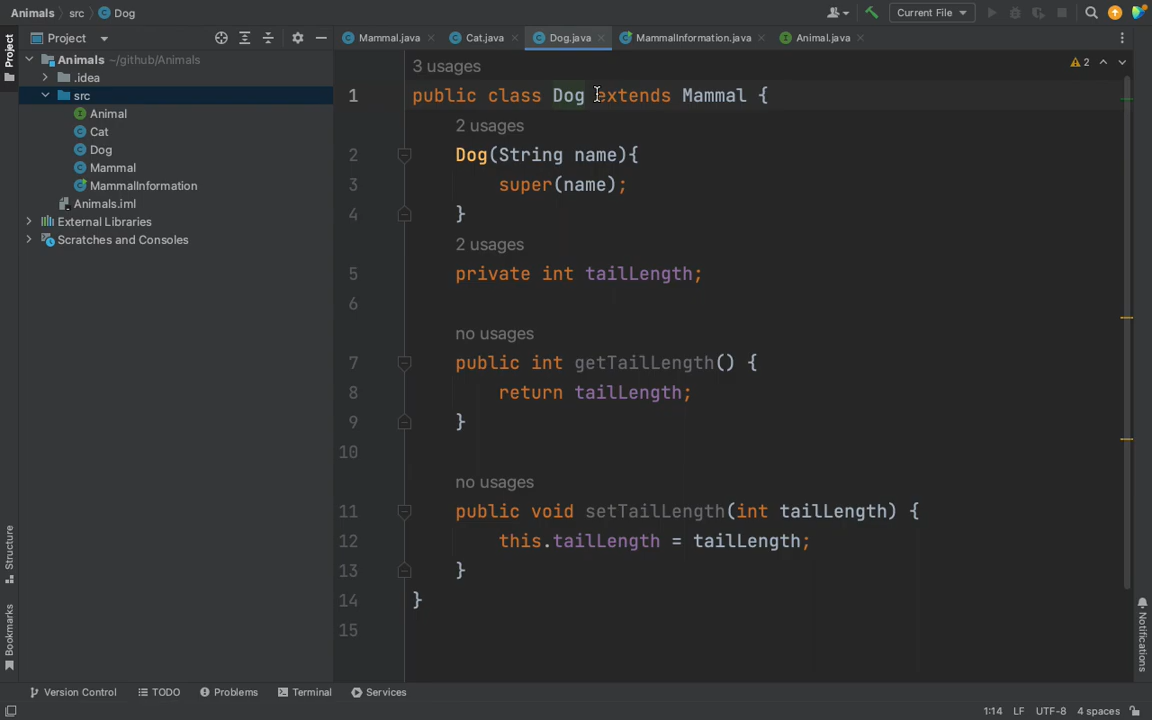 Animals src Dog
Current File
Project
Mammal.java Cat.java Dog.java MammalInformation.java Animal.java
Project
Animals ~/github/Animals
.idea
src
Animal
Cat
Dog
Mammal
MammalInformation
Animals.iml
External Libraries
Scratches and Consoles
Structure
Bookmarks
2
3 usages
1 public class Dog extends Mammal {
2 usages
2 Dog(String name){
3 super(name);
4 }
2 usages
5 private int tailLength;
6
no usages
7 public int getTailLength() {
8 return tailLength;
9 }
10
no usages
11 public void setTailLength(int tailLength) {
12 this.tailLength = tailLength;
13 }
14 }
15
Notifications
Version Control TODO Problems Terminal Services
1:14 LF UTF-8 4 spaces